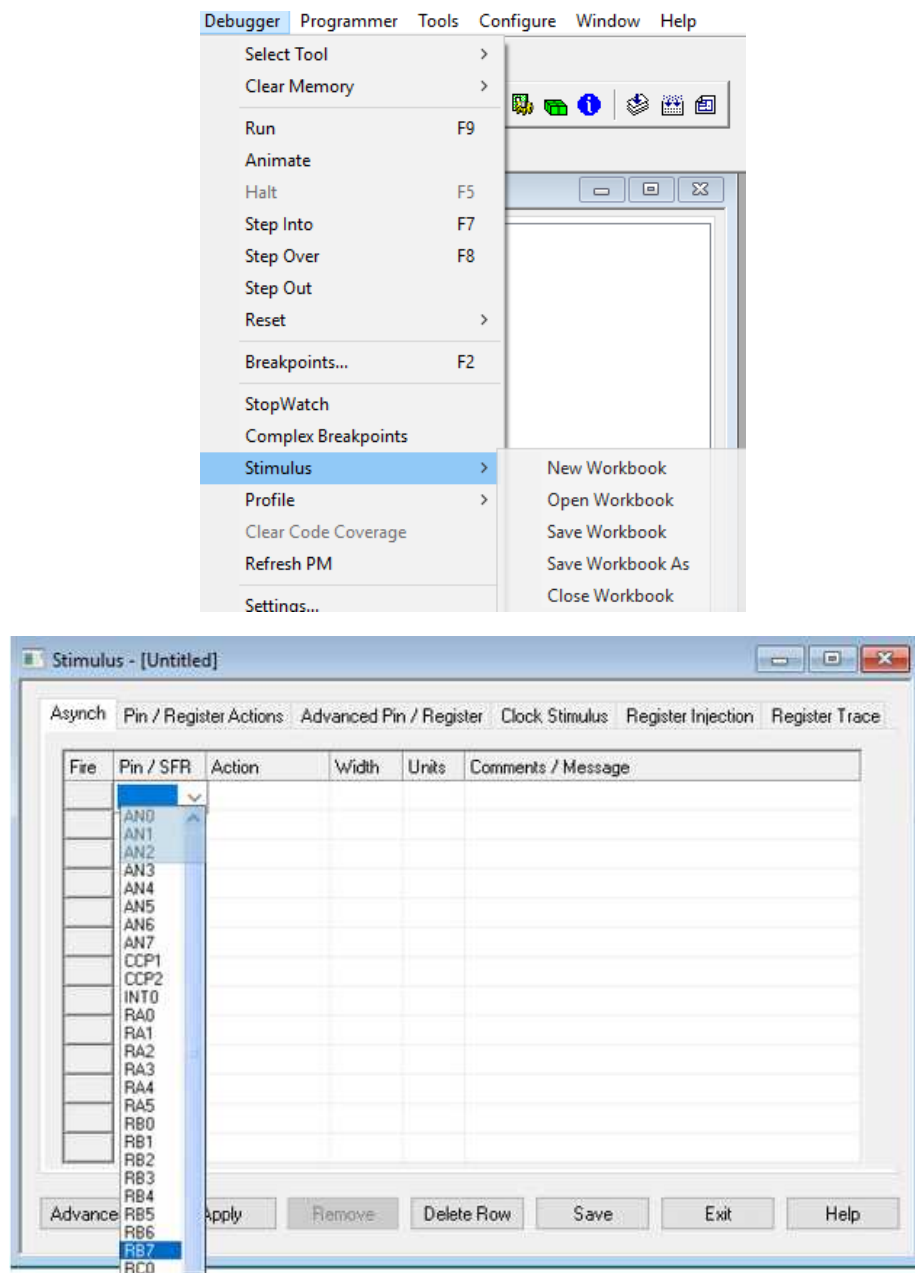 Debugger Programmer Tools Configure Window Help
Select Tool >
Clear Memory >
Run F9
Animate
Halt F5
Step Into F7
Step Over F8
Step Out
Reset >
Breakpoints... F2
StopWatch
Complex Breakpoints
Stimulus > New Workbook
Profile > Open Workbook
Clear Code Coverage Save Workbook
Refresh PM Save Workbook As
Settings... Close Workbook
Stimulus - [Untitled]
Asynch Pin / Register Actions Advanced Pin / Register Clock Stimulus Register Injection Register Trace
Fire Pin / SFR Action Width Units Comments / Message
AN0
AN1
AN2
AN3
AN4
AN5
AN6
AN7
CCP1
CCP2
INT0
RA0
RA1
RA2
RA3
RA4
RA5
RB0
RB1
RB2
RB3
RB4
Advance RB5 Apply Remove Delete Row Save Exit Help
RB6
RB7
RC0